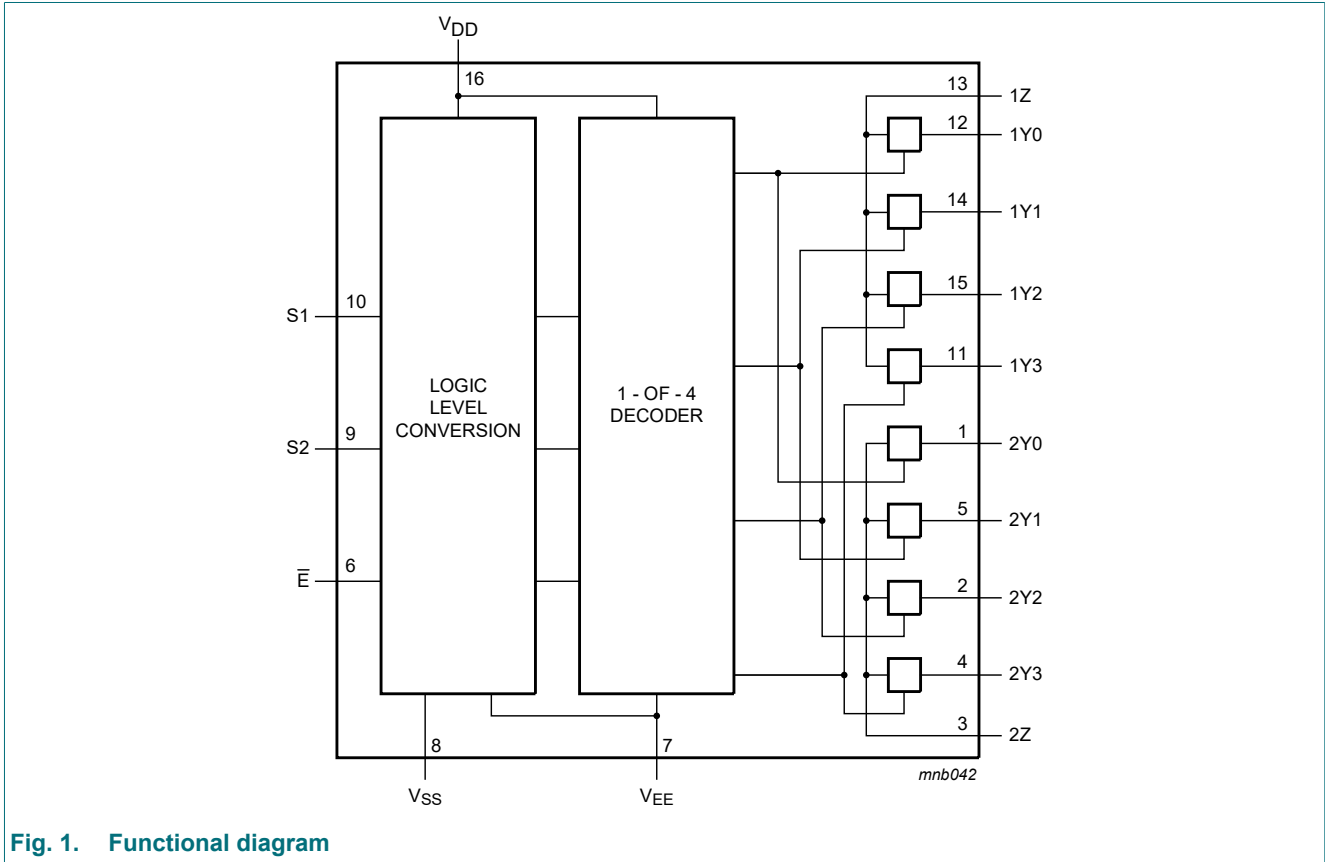 VDD
16
13
1Z
12
1Y0
14
1Y1
15
1Y2
10
S1
11
1Y3
LOGIC
LEVEL
CONVERSION
1 - OF - 4
DECODER
9
S2
1
2Y0
5
2Y1
6
E̅
2
2Y2
4
2Y3
3
2Z
8
7
mnb042
VSS
VEE
Fig. 1. Functional diagram